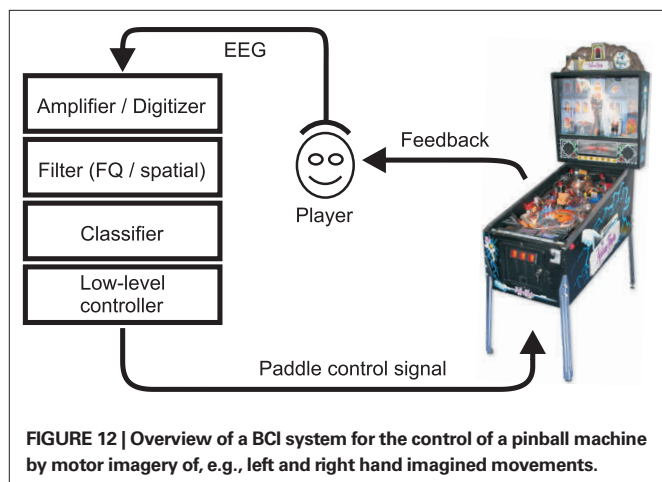 EEG
Amplifier / Digitizer
Filter (FQ / spatial)
Classifier
Low-level
controller
Player
Feedback
Paddle control signal
FIGURE 12 | Overview of a BCI system for the control of a pinball machine
by motor imagery of, e.g., left and right hand imagined movements.